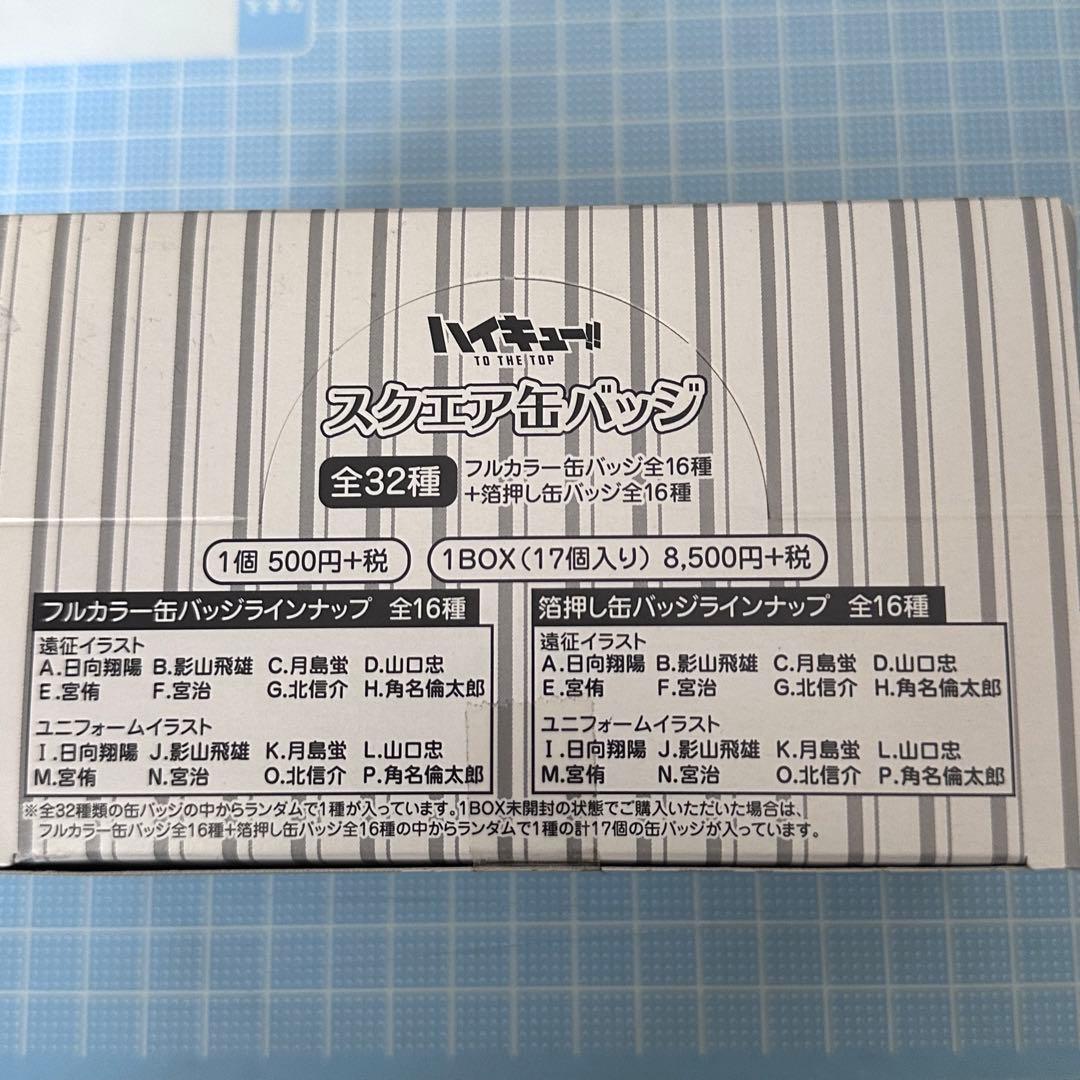 ハイキュー!!
TO THE TOP
スクエア缶バッジ
全32種
フルカラー缶バッジ全16種
+箔押し缶バッジ全16種
1個 500円+税
1BOX(17個入り) 8,500円+税
フルカラー缶バッジラインナップ 全16種
遠征イラスト
A.日向翔陽 B.影山飛雄 C.月島蛍 D.山口忠
E.宮侑 F.宮治 G.北信介 H.角名倫太郎
ユニフォームイラスト
I.日向翔陽 J.影山飛雄 K.月島蛍 L.山口忠
M.宮侑 N.宮治 O.北信介 P.角名倫太郎
箔押し缶バッジラインナップ 全16種
遠征イラスト
A.日向翔陽 B.影山飛雄 C.月島蛍 D.山口忠
E.宮侑 F.宮治 G.北信介 H.角名倫太郎
ユニフォームイラスト
I.日向翔陽 J.影山飛雄 K.月島蛍 L.山口忠
M.宮侑 N.宮治 O.北信介 P.角名倫太郎
※全32種類の缶バッジの中からランダムで1種が入っています。1BOX未開封の状態でご購入いただいた場合は、
フルカラー缶バッジ全16種+箔押し缶バッジ全16種の中からランダムで1種の計17個の缶バッジが入っています。